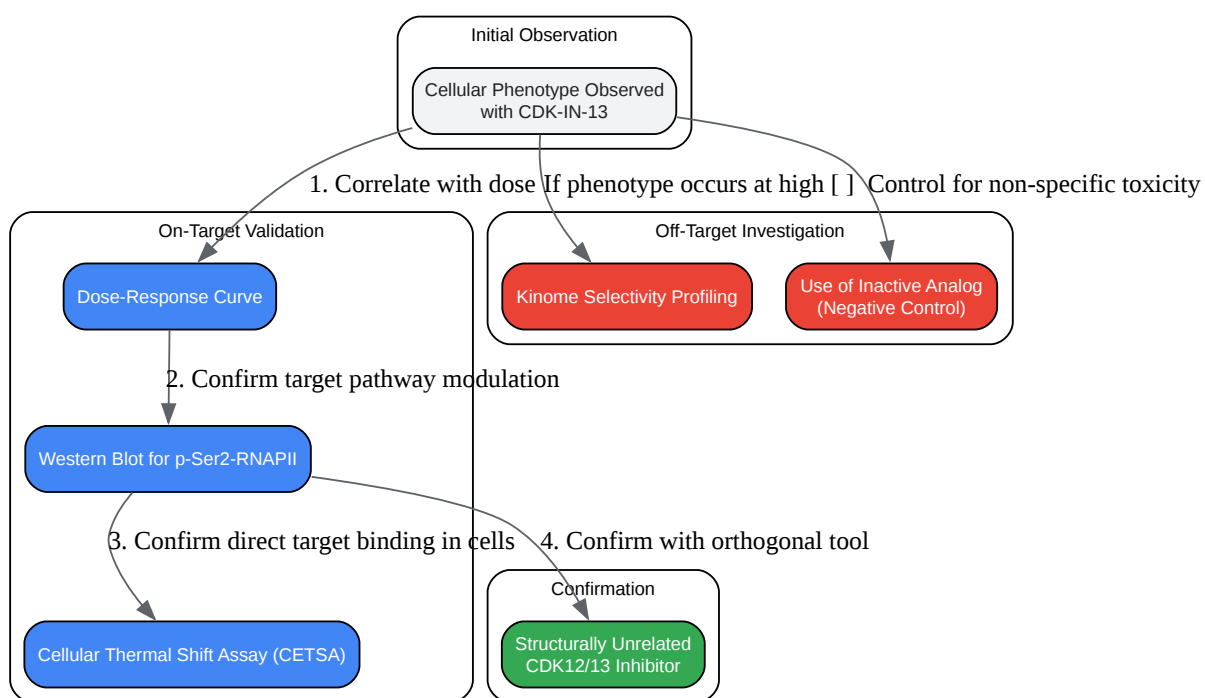 Initial Observation
Cellular Phenotype Observed
with CDK-IN-13
1. Correlate with dose
If phenotype occurs at high [ ]
Control for non-specific toxicity
On-Target Validation
Off-Target Investigation
Dose-Response Curve
Kinome Selectivity Profiling
Use of Inactive Analog
(Negative Control)
2. Confirm target pathway modulation
Western Blot for p-Ser2-RNAPII
3. Confirm direct target binding in cells
4. Confirm with orthogonal tool
Confirmation
Cellular Thermal Shift Assay (CETSA)
Structurally Unrelated
CDK12/13 Inhibitor